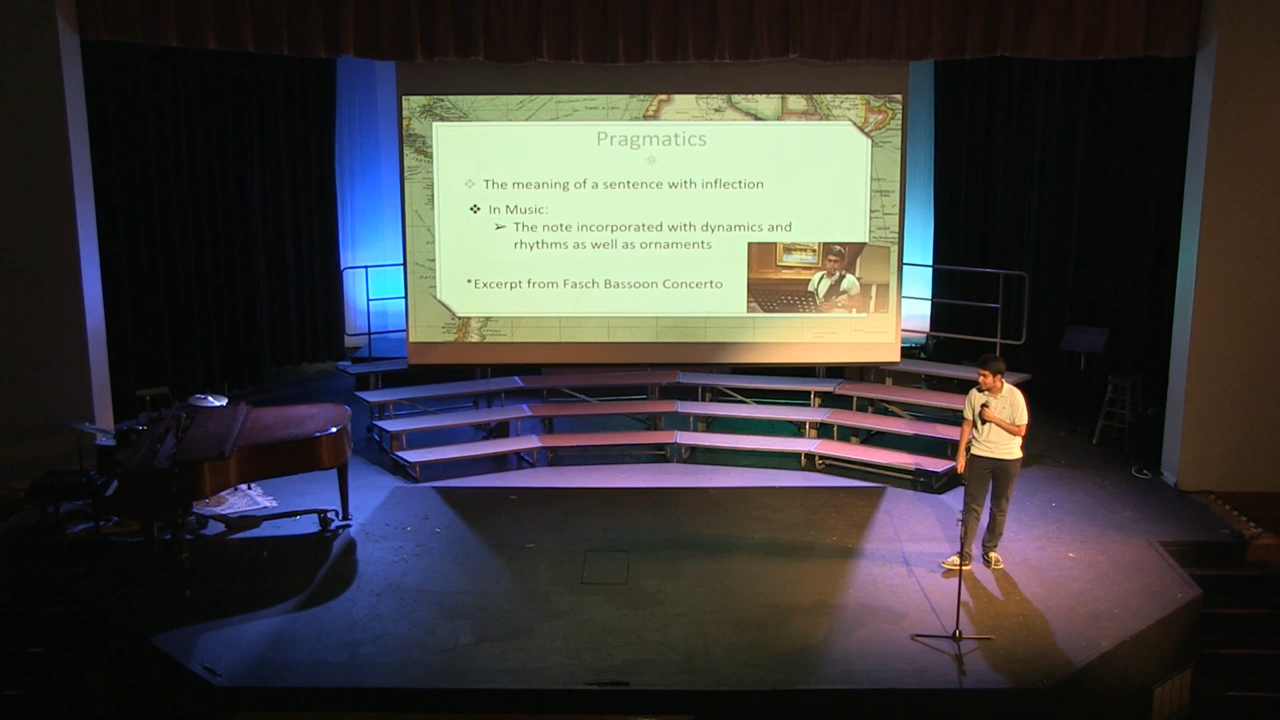 Pragmatics
The meaning of a sentence with inflection
In Music:
The note incorporated with dynamics and
rhythms as well as ornaments
*Excerpt from Fasch Bassoon Concerto